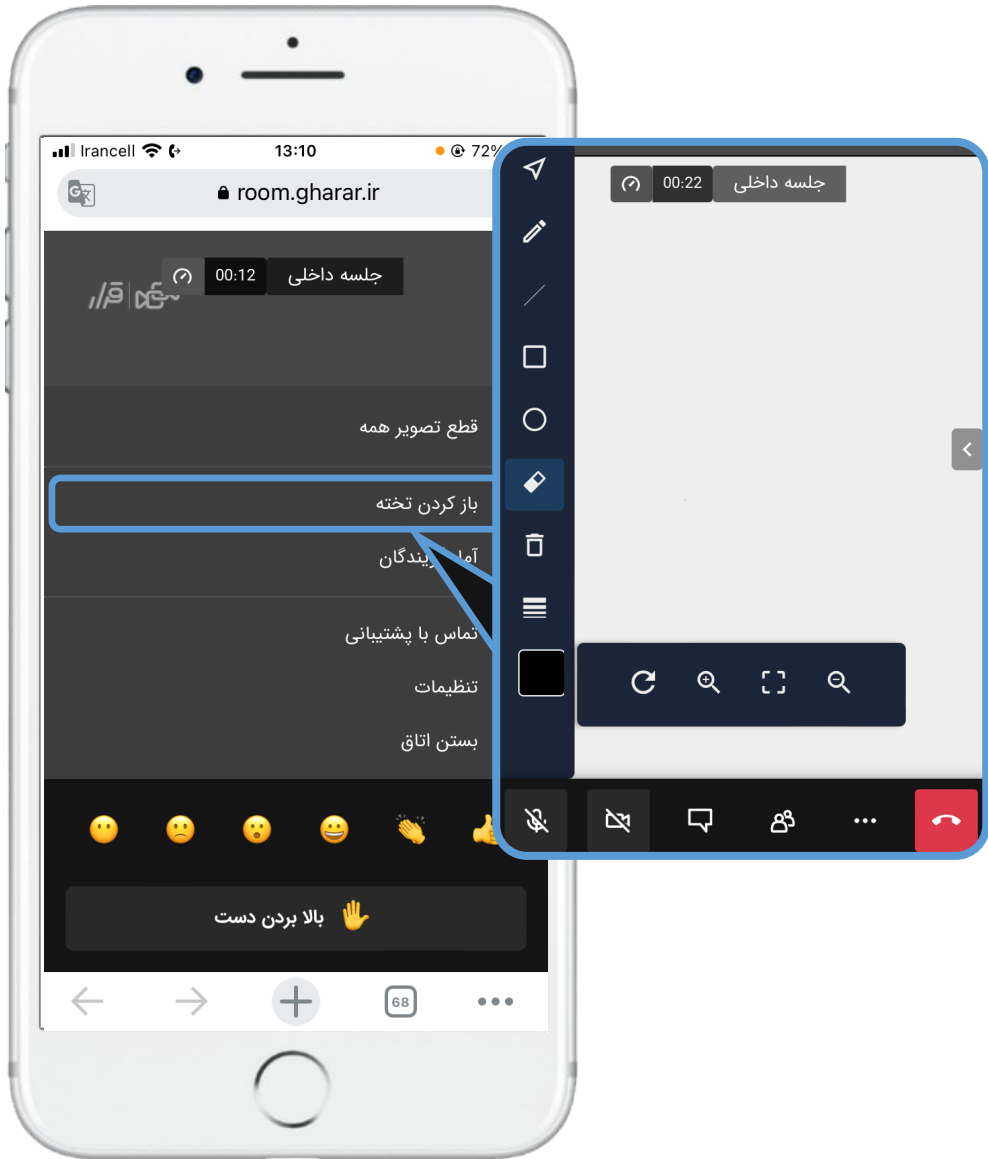 Irancell
13:10
72%
room.gharar.ir
جلسه داخلی
00:12
قرار
قطع تصویر همه
باز کردن تخته
تماس با پشتیبانی
تنظیمات
بستن اتاق
بالا بردن دست
68
جلسه داخلی
00:22